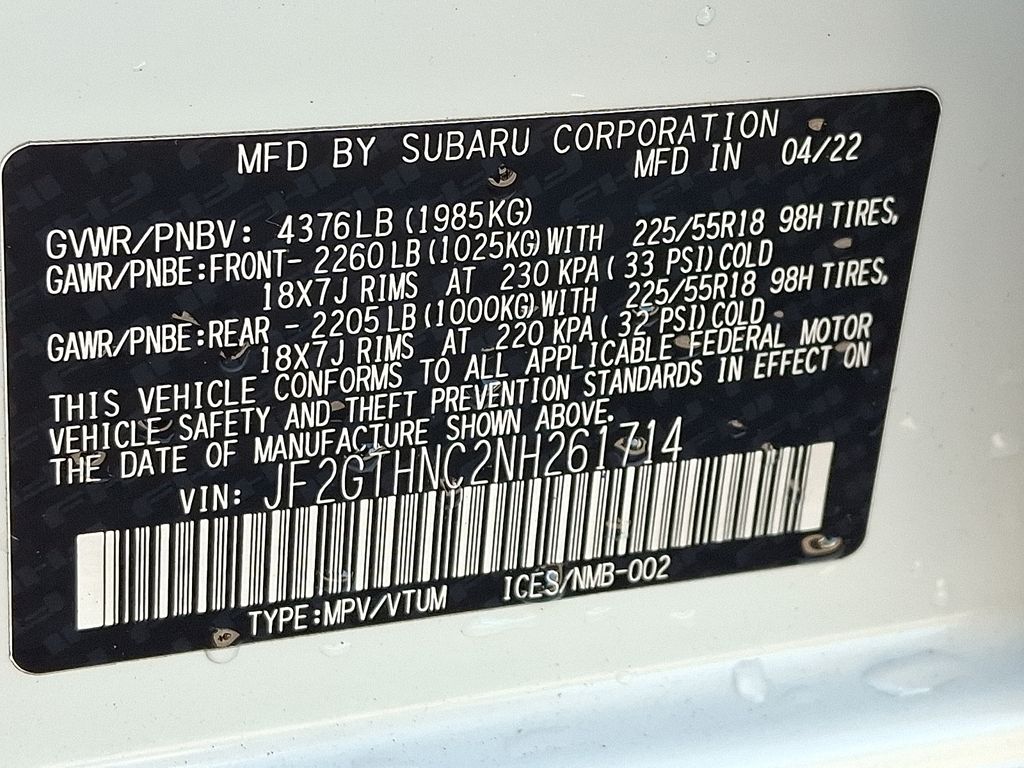 MFD BY SUBARU CORPORATION
MFD IN 04/22
GVWR/PNBV: 4376LB (1985KG)
GAWR/PNBE:FRONT- 2260 LB (1025KG) WITH 225/55R18 98H TIRES,
18X7J RIMS AT 230 KPA ( 33 PSI) COLD
GAWR/PNBE:REAR - 2205 LB (1000KG) WITH 225/55R18 98H TIRES,
18X7J RIMS AT 220 KPA ( 32 PSI) COLD
THIS VEHICLE CONFORMS TO ALL APPLICABLE FEDERAL MOTOR
VEHICLE SAFETY AND THEFT PREVENTION STANDARDS IN EFFECT ON
THE DATE OF MANUFACTURE SHOWN ABOVE.
VIN: JF2GTHNC2NH261714
TYPE:MPV/VTUM ICES/NMB-002